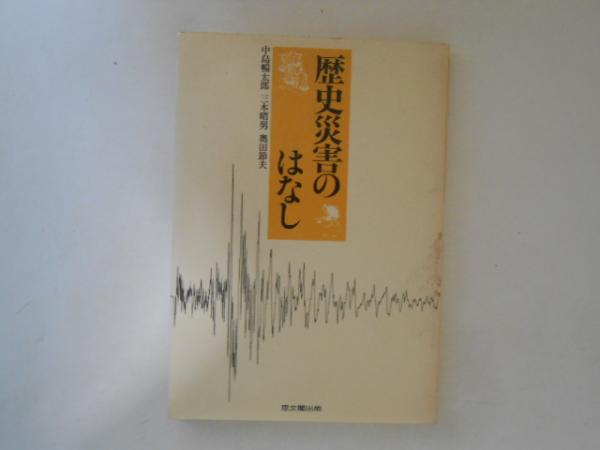 歴史災害の
はなし
中島暢太郎 三木晴男 奥田節夫
思文閣出版